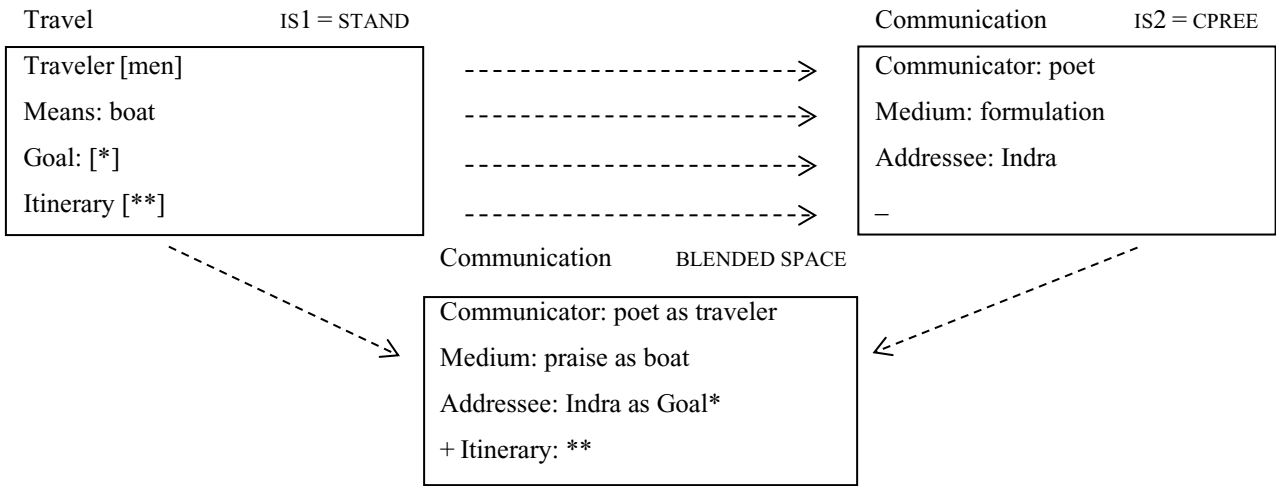 Travel IS1 = STAND
Communication IS2 = CPREE
Traveler [men]
Means: boat
Goal: [*]
Itinerary [**]
Communicator: poet
Medium: formulation
Addressee: Indra
–
Communication BLENDED SPACE
Communicator: poet as traveler
Medium: praise as boat
Addressee: Indra as Goal*
+ Itinerary: **